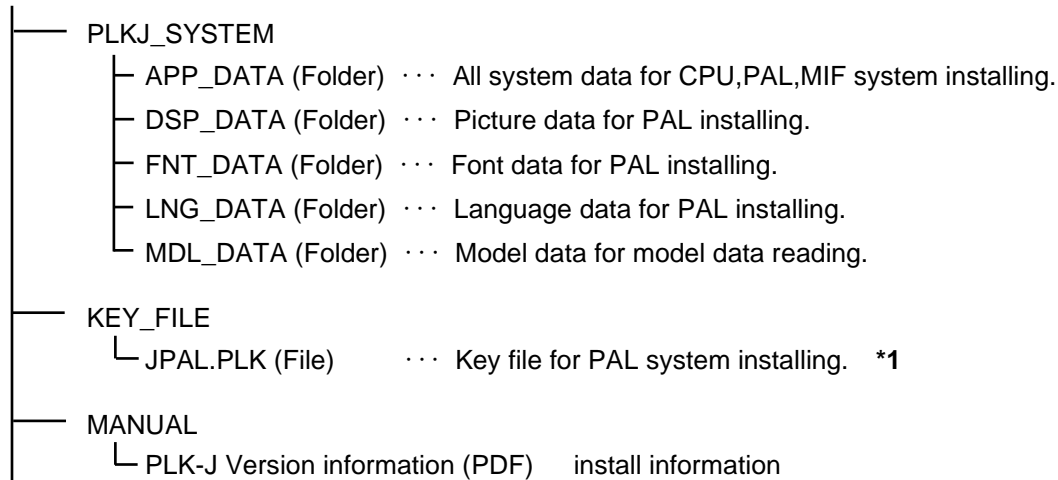 PLKJ_SYSTEM
APP_DATA (Folder) ··· All system data for CPU,PAL,MIF system installing.
DSP_DATA (Folder) ··· Picture data for PAL installing.
FNT_DATA (Folder) ··· Font data for PAL installing.
LNG_DATA (Folder) ··· Language data for PAL installing.
MDL_DATA (Folder) ··· Model data for model data reading.
KEY_FILE
JPAL.PLK (File) ··· Key file for PAL system installing. *1
MANUAL
PLK-J Version information (PDF) install information